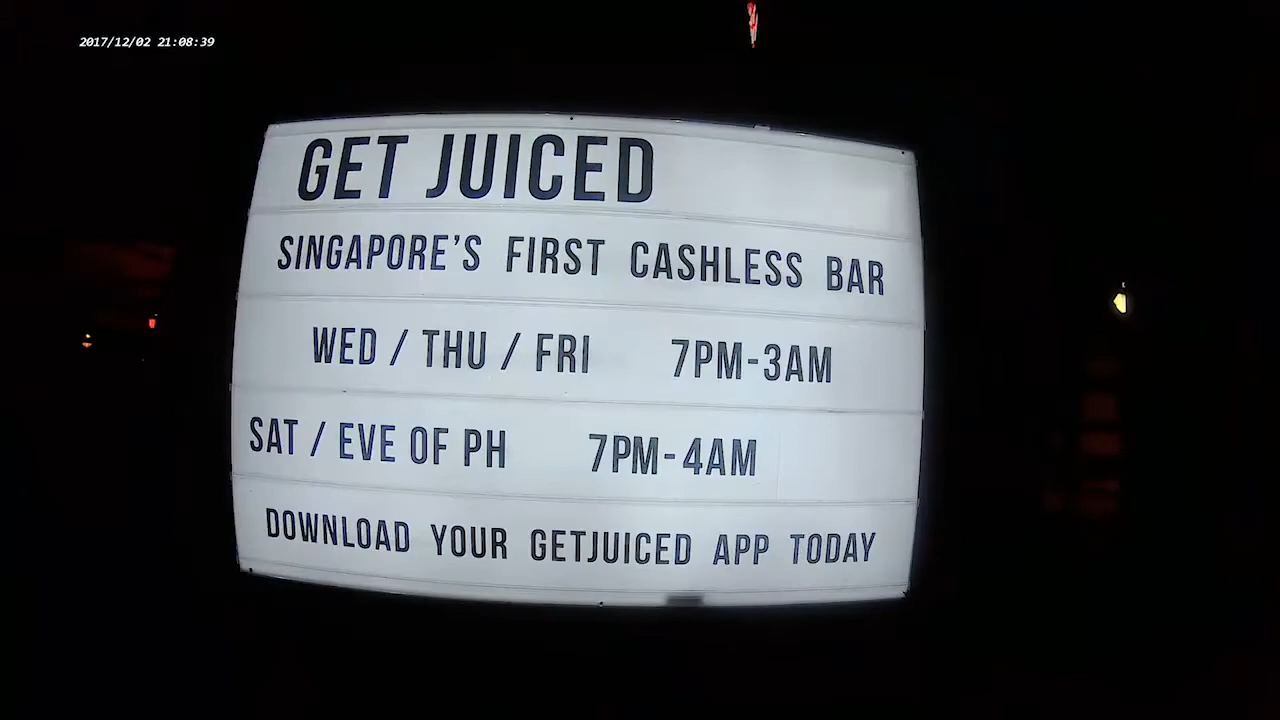 2017/12/02 21:08:39
GET JUICED
SINGAPORE'S FIRST CASHLESS BAR
WED / THU / FRI 7PM-3AM
SAT / EVE OF PH 7PM-4AM
DOWNLOAD YOUR GETJUICED APP TODAY